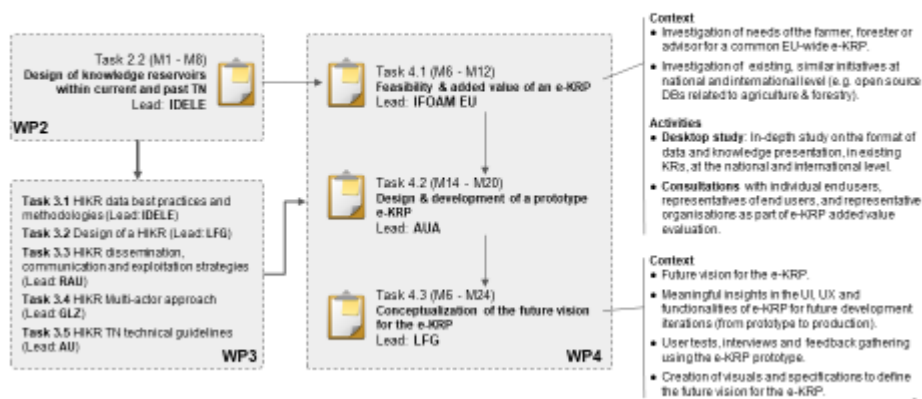 Task 2.2 (M1 - M8)
Design of knowledge reservoirs
within current and past TN
Lead: IDELE
WP2
Task 3.1 HIKR data best practices and
methodologies (Lead: IDELE)
Task 3.2 Design of a HIKR (Lead: LFG)
Task 3.3 HIKR dissemination,
communication and exploitation strategies
(Lead: RAU)
Task 3.4 HIKR Multi-actor approach
(Lead: GLZ)
Task 3.5 HIKR TN technical guidelines
(Lead: AU)
WP3
Task 4.1 (M6 - M12)
Feasibility & added value of an e-KRP
Lead: IFOAM EU
Task 4.2 (M14 - M20)
Design & development of a prototype
e-KRP
Lead: AUA
Task 4.3 (M6 - M24)
Conceptualization of the future vision
for the e-KRP
Lead: LFG
WP4
Context
• Investigation of needs of the farmer, forester or
advisor for a common EU-wide e-KRP.
• Investigation of existing, similar initiatives at
national and international level (e.g. open source
DBs related to agriculture & forestry).
Activities
• Desktop study: In-depth study on the format of
data and knowledge presentation, in existing
KRs, at the national and international level.
• Consultations with individual end users,
representatives of end users, and representative
organisations as part of e-KRP added value
evaluation.
Context
• Future vision for the e-KRP.
• Meaningful insights in the UI, UX and
functionalities of e-KRP for future development
iterations (from prototype to production).
• User tests, interviews and feedback gathering
using the e-KRP prototype.
• Creation of visuals and specifications to define
the future vision for the e-KRP.